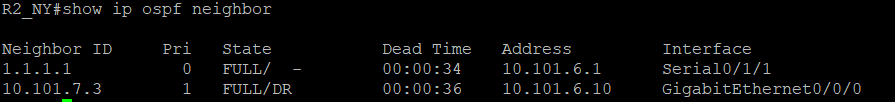 R2_NY#show ip ospf neighbor
Neighbor ID     Pri   State           Dead Time   Address         Interface
1.1.1.1           0   FULL/  -        00:00:34    10.101.6.1      Serial0/1/1
10.101.7.3        1   FULL/DR         00:00:36    10.101.6.10     GigabitEthernet0/0/0